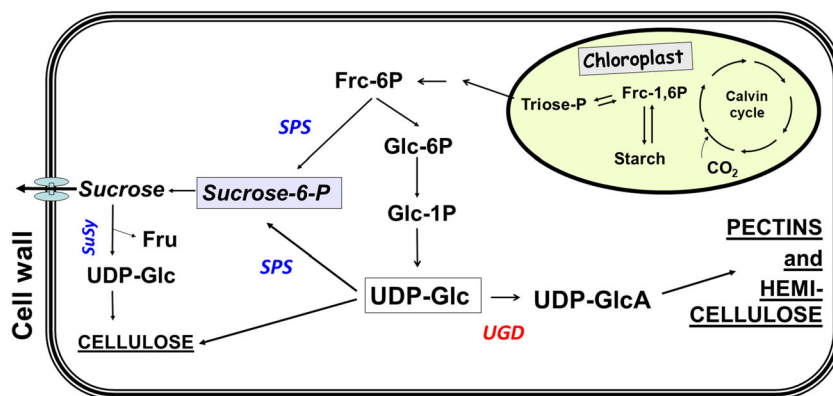 Chloroplast
Frc-6P
Triose-P
Frc-1,6P
Calvin
cycle
SPS
Glc-6P
Starch
CO2
Sucrose
Sucrose-6-P
Glc-1P
PECTINS
and
HEMI-
CELLULOSE
Cell wall
SuSy
Fru
SPS
UDP-Glc
UDP-Glc
UDP-GlcA
UGD
CELLULOSE